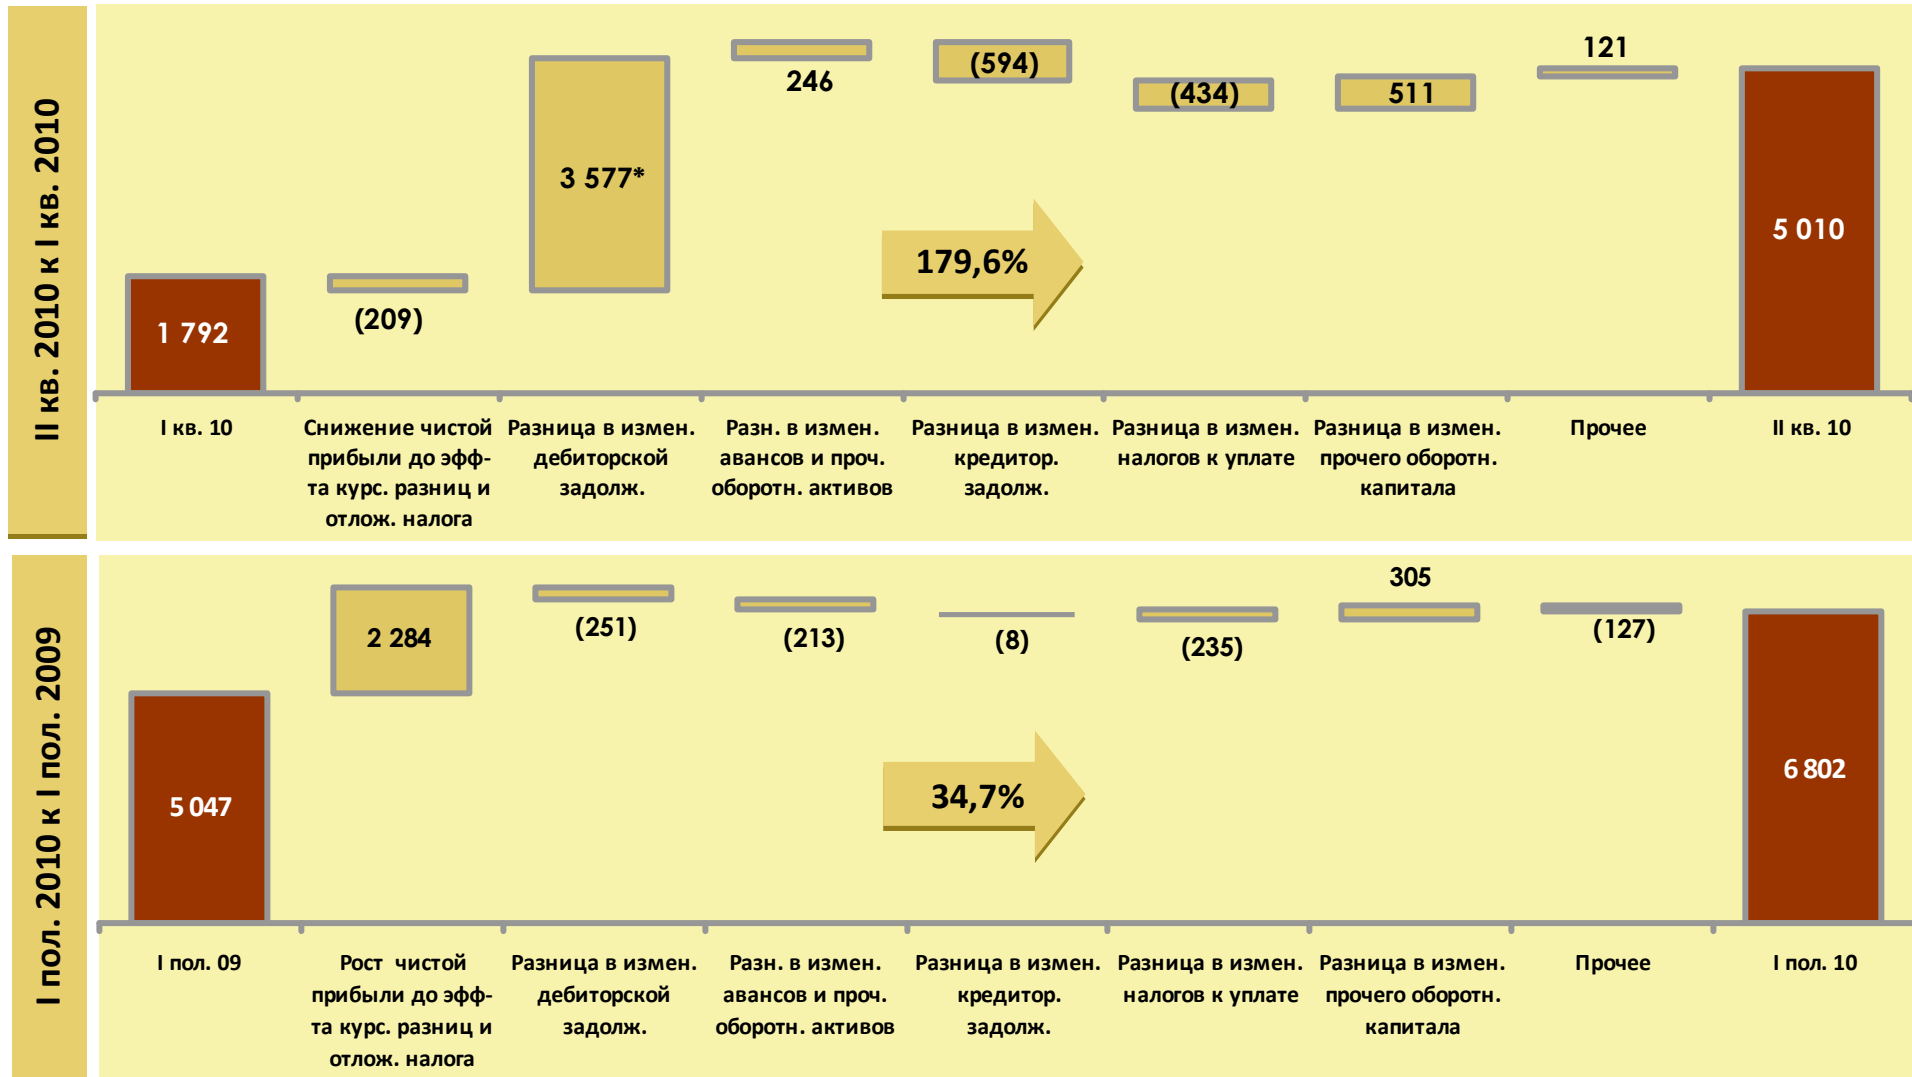 II кв. 2010 к I кв. 2010
1 792
(209)
3 577*
246
(594)
(434)
511
121
5 010
179,6%
I кв. 10
Снижение чистой
прибыли до эфф-
та курс. разниц и
отлож. налога
Разница в измен.
дебиторской
задолж.
Разн. в измен.
авансов и проч.
оборотн. активов
Разница в измен.
кредитор.
задолж.
Разница в измен.
налогов к уплате
Разница в измен.
прочего оборотн.
капитала
Прочее
II кв. 10
I пол. 2010 к I пол. 2009
5 047
2 284
(251)
(213)
(8)
(235)
305
(127)
6 802
34,7%
I пол. 09
Рост чистой
прибыли до эфф-
та курс. разниц и
отлож. налога
Разница в измен.
дебиторской
задолж.
Разн. в измен.
авансов и проч.
оборотн. активов
Разница в измен.
кредитор.
задолж.
Разница в измен.
налогов к уплате
Разница в измен.
прочего оборотн.
капитала
Прочее
I пол. 10